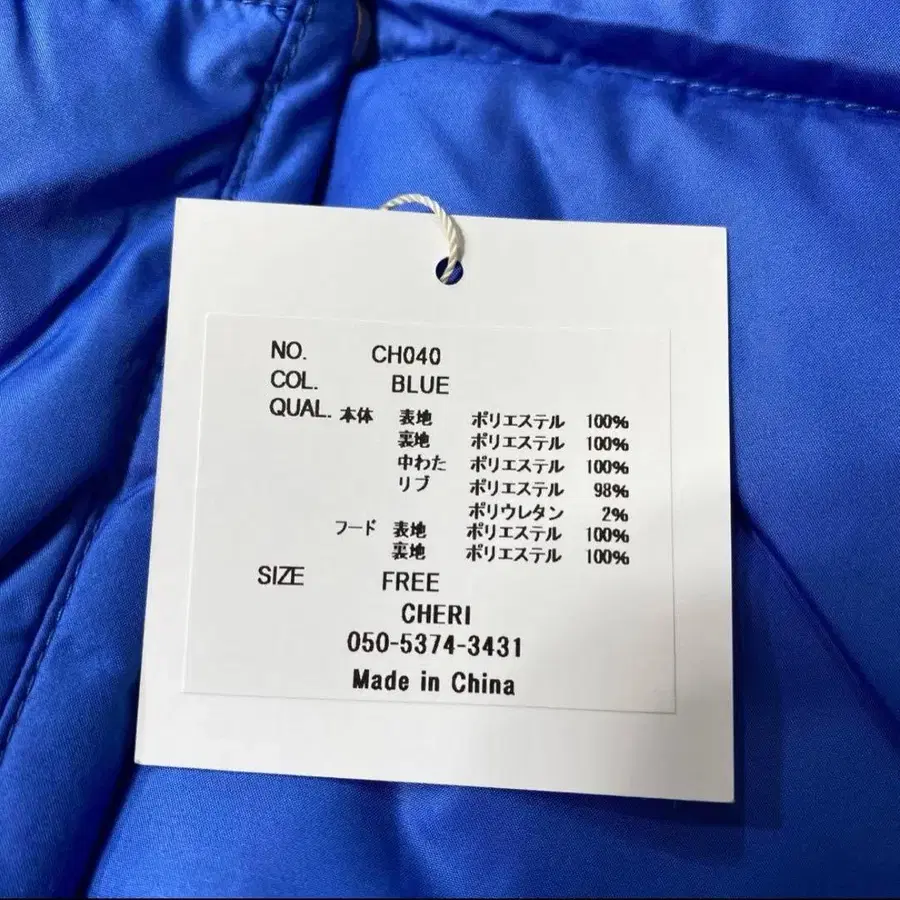 NO. CH040
COL. BLUE
QUAL. 本体 表地 ポリエステル 100%
裏地 ポリエステル 100%
中わた ポリエステル 100%
リブ ポリエステル 98%
ポリウレタン 2%
フード 表地 ポリエステル 100%
裏地 ポリエステル 100%
SIZE FREE
CHERI
050-5374-3431
Made in China